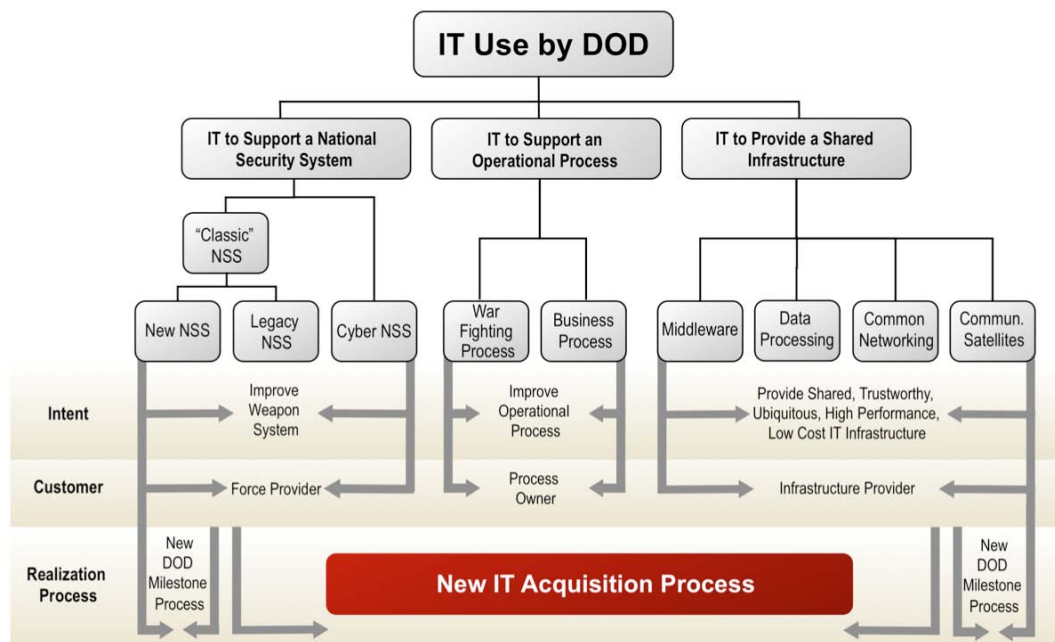 IT Use by DOD
IT to Support a National
Security System
IT to Support an
Operational Process
IT to Provide a Shared
Infrastructure
“Classic”
NSS
New NSS
Legacy
NSS
Cyber NSS
War
Fighting
Process
Business
Process
Middleware
Data
Processing
Common
Networking
Commun.
Satellites
Intent
Improve
Weapon
System
Improve
Operational
Process
Provide Shared, Trustworthy,
Ubiquitous, High Performance,
Low Cost IT Infrastructure
Customer
Force Provider
Process
Owner
Infrastructure Provider
Realization
Process
New
DOD
Milestone
Process
New IT Acquisition Process
New
DOD
Milestone
Process